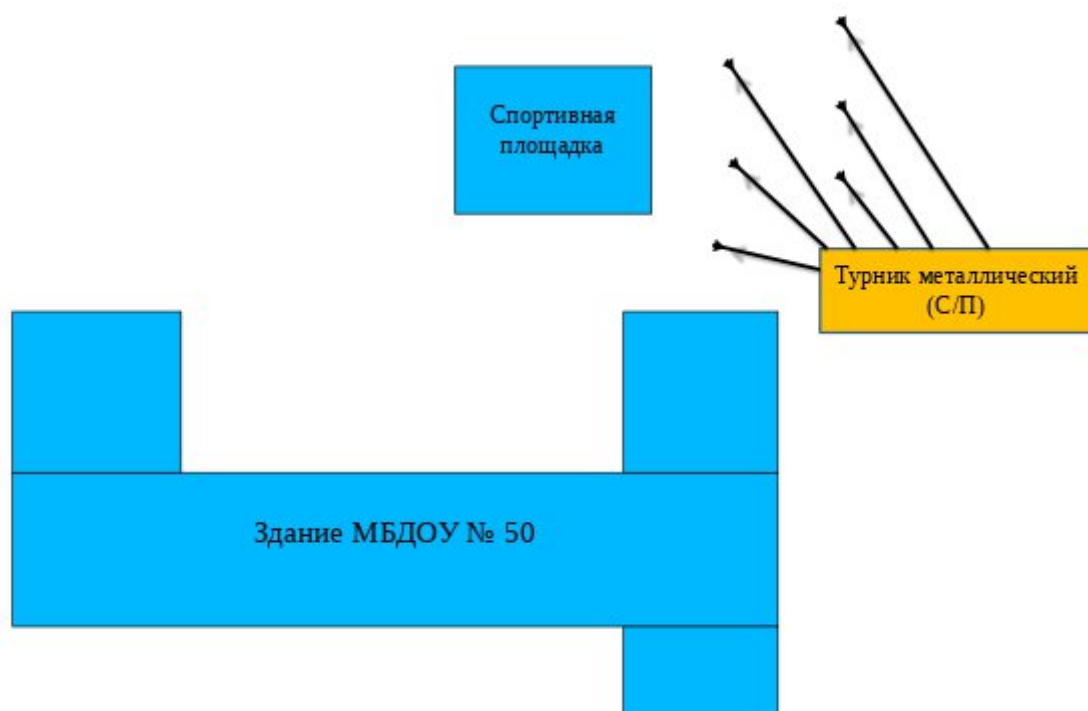 Спортивная
площадка
Турник металлический
(С/П)
Здание МБДОУ № 50